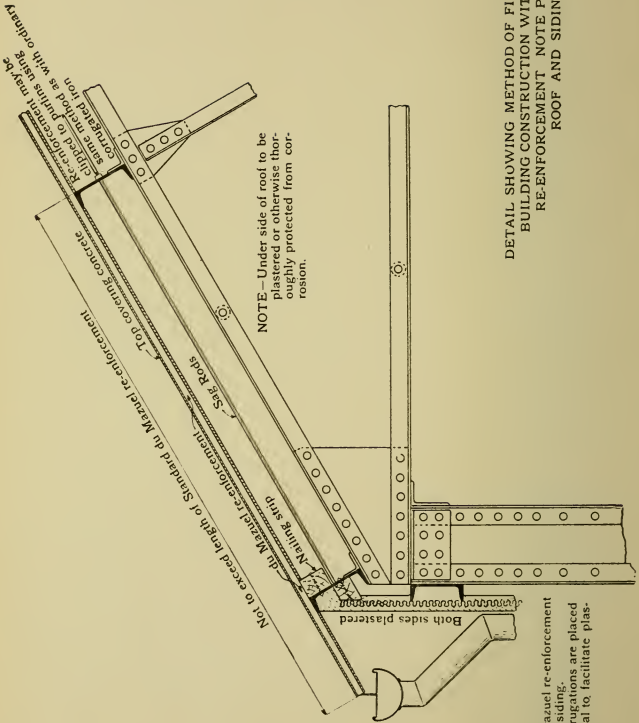 Re-enforcement may be
clipped to purlins using
same method as with ordinary
corrugated iron
Not to exceed length of Standard du Mazuel re-enforcement
Top covering concrete
du Mazuel re-enforcement
Sag Rods
Nailing strip
NOTE—Under side of roof to be
plastered or otherwise thor-
oughly protected from cor-
rosion.
Both sides plastered
azuel re-enforcement
siding.
rugations are placed
al to facilitate plas-
DETAIL SHOWING METHOD OF FI
BUILDING CONSTRUCTION WIT
RE-ENFORCEMENT NOTE P
ROOF AND SIDIN